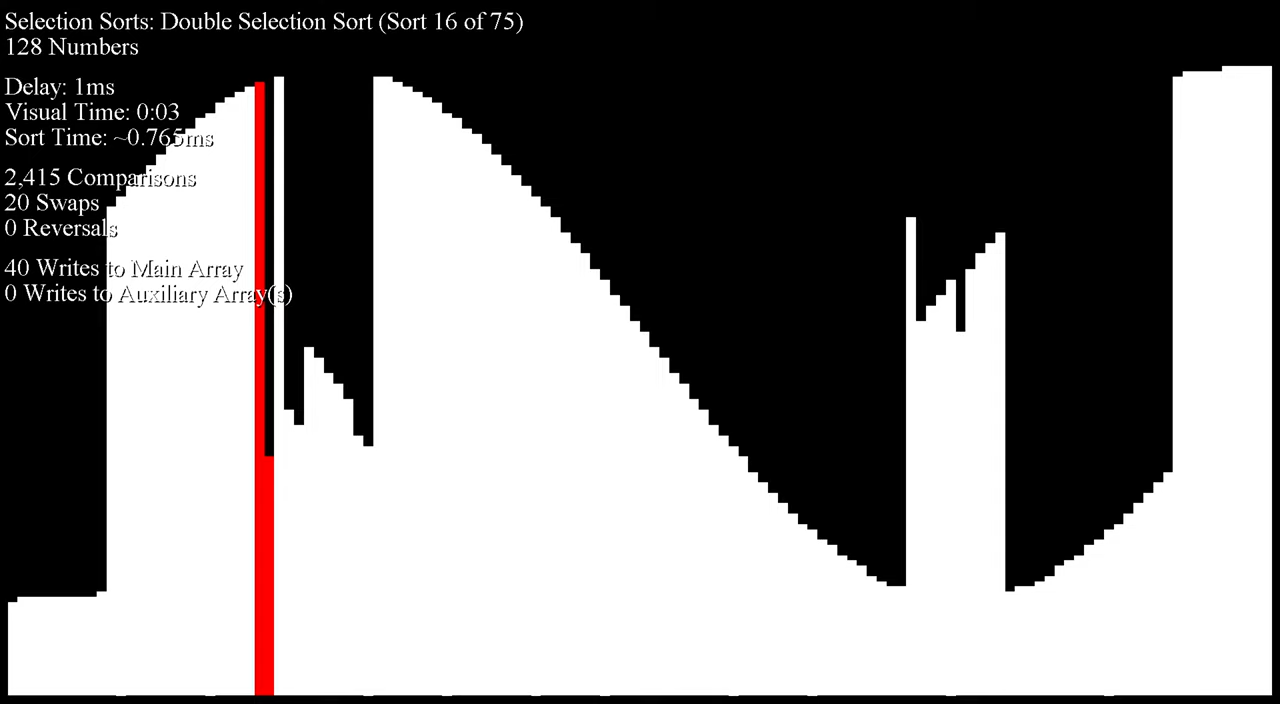 Selection Sorts: Double Selection Sort (Sort 16 of 75)
128 Numbers
Delay: 1ms
Visual Time: 0:03
Sort Time: ~0.765ms
2,415 Comparisons
20 Swaps
0 Reversals
40 Writes to Main Array
0 Writes to Auxiliary Array(s)